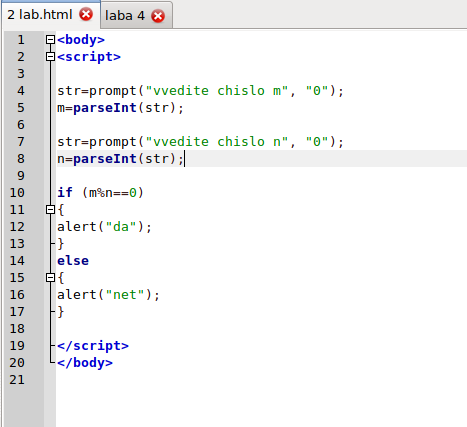 2 lab.html laba 4
1 <body>
2 <script>
3
4 str=prompt("vvedite chislo m", "0");
5 m=parseInt(str);
6
7 str=prompt("vvedite chislo n", "0");
8 n=parseInt(str);
9
10 if (m%n==0)
11 {
12 alert("da");
13 }
14 else
15 {
16 alert("net");
17 }
18
19 </script>
20 </body>
21